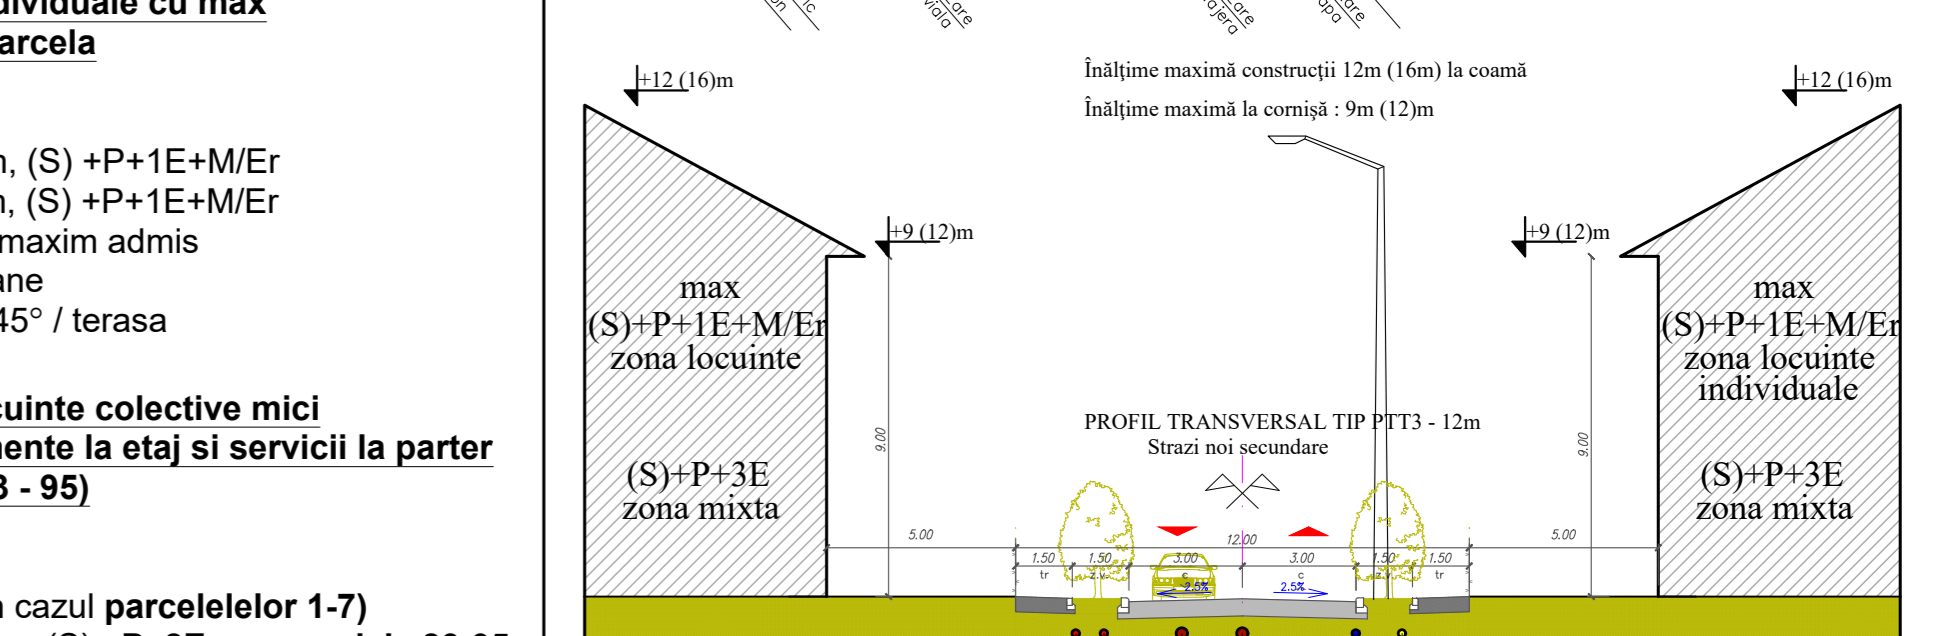 dividuale cu max
arcela
, (S) +P+1E+M/Er
, (S) +P+1E+M/Er
maxim admis
ane
45° / terasa
cuinte colective mici
ente la etaj si servicii la parter
- 95)
cazul parcelelelor 1-7)
Înălţime maximă construcţii 12m (16m) la coamă
Înălţime maximă la cornişă : 9m (12)m
+12 (16)m
+12 (16)m
+9 (12)m
+9 (12)m
max
(S)+P+1E+M/Er
zona locuinte
(S)+P+3E
zona mixta
max
(S)+P+1E+M/Er
zona locuinte
individuale
(S)+P+3E
zona mixta
PROFIL TRANSVERSAL TIP PTT3 - 12m
Strazi noi secundare
9.00
9.00
5.00
12.00
5.00
1.50 1.50 3.00 3.00 1.50 1.50
tr z.v. c c z.v. tr
2.5% 2.5%